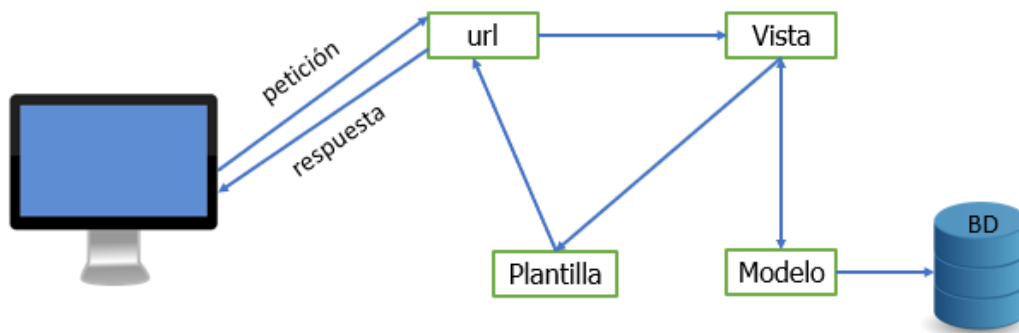 petición
respuesta
url
Vista
Plantilla
Modelo
BD